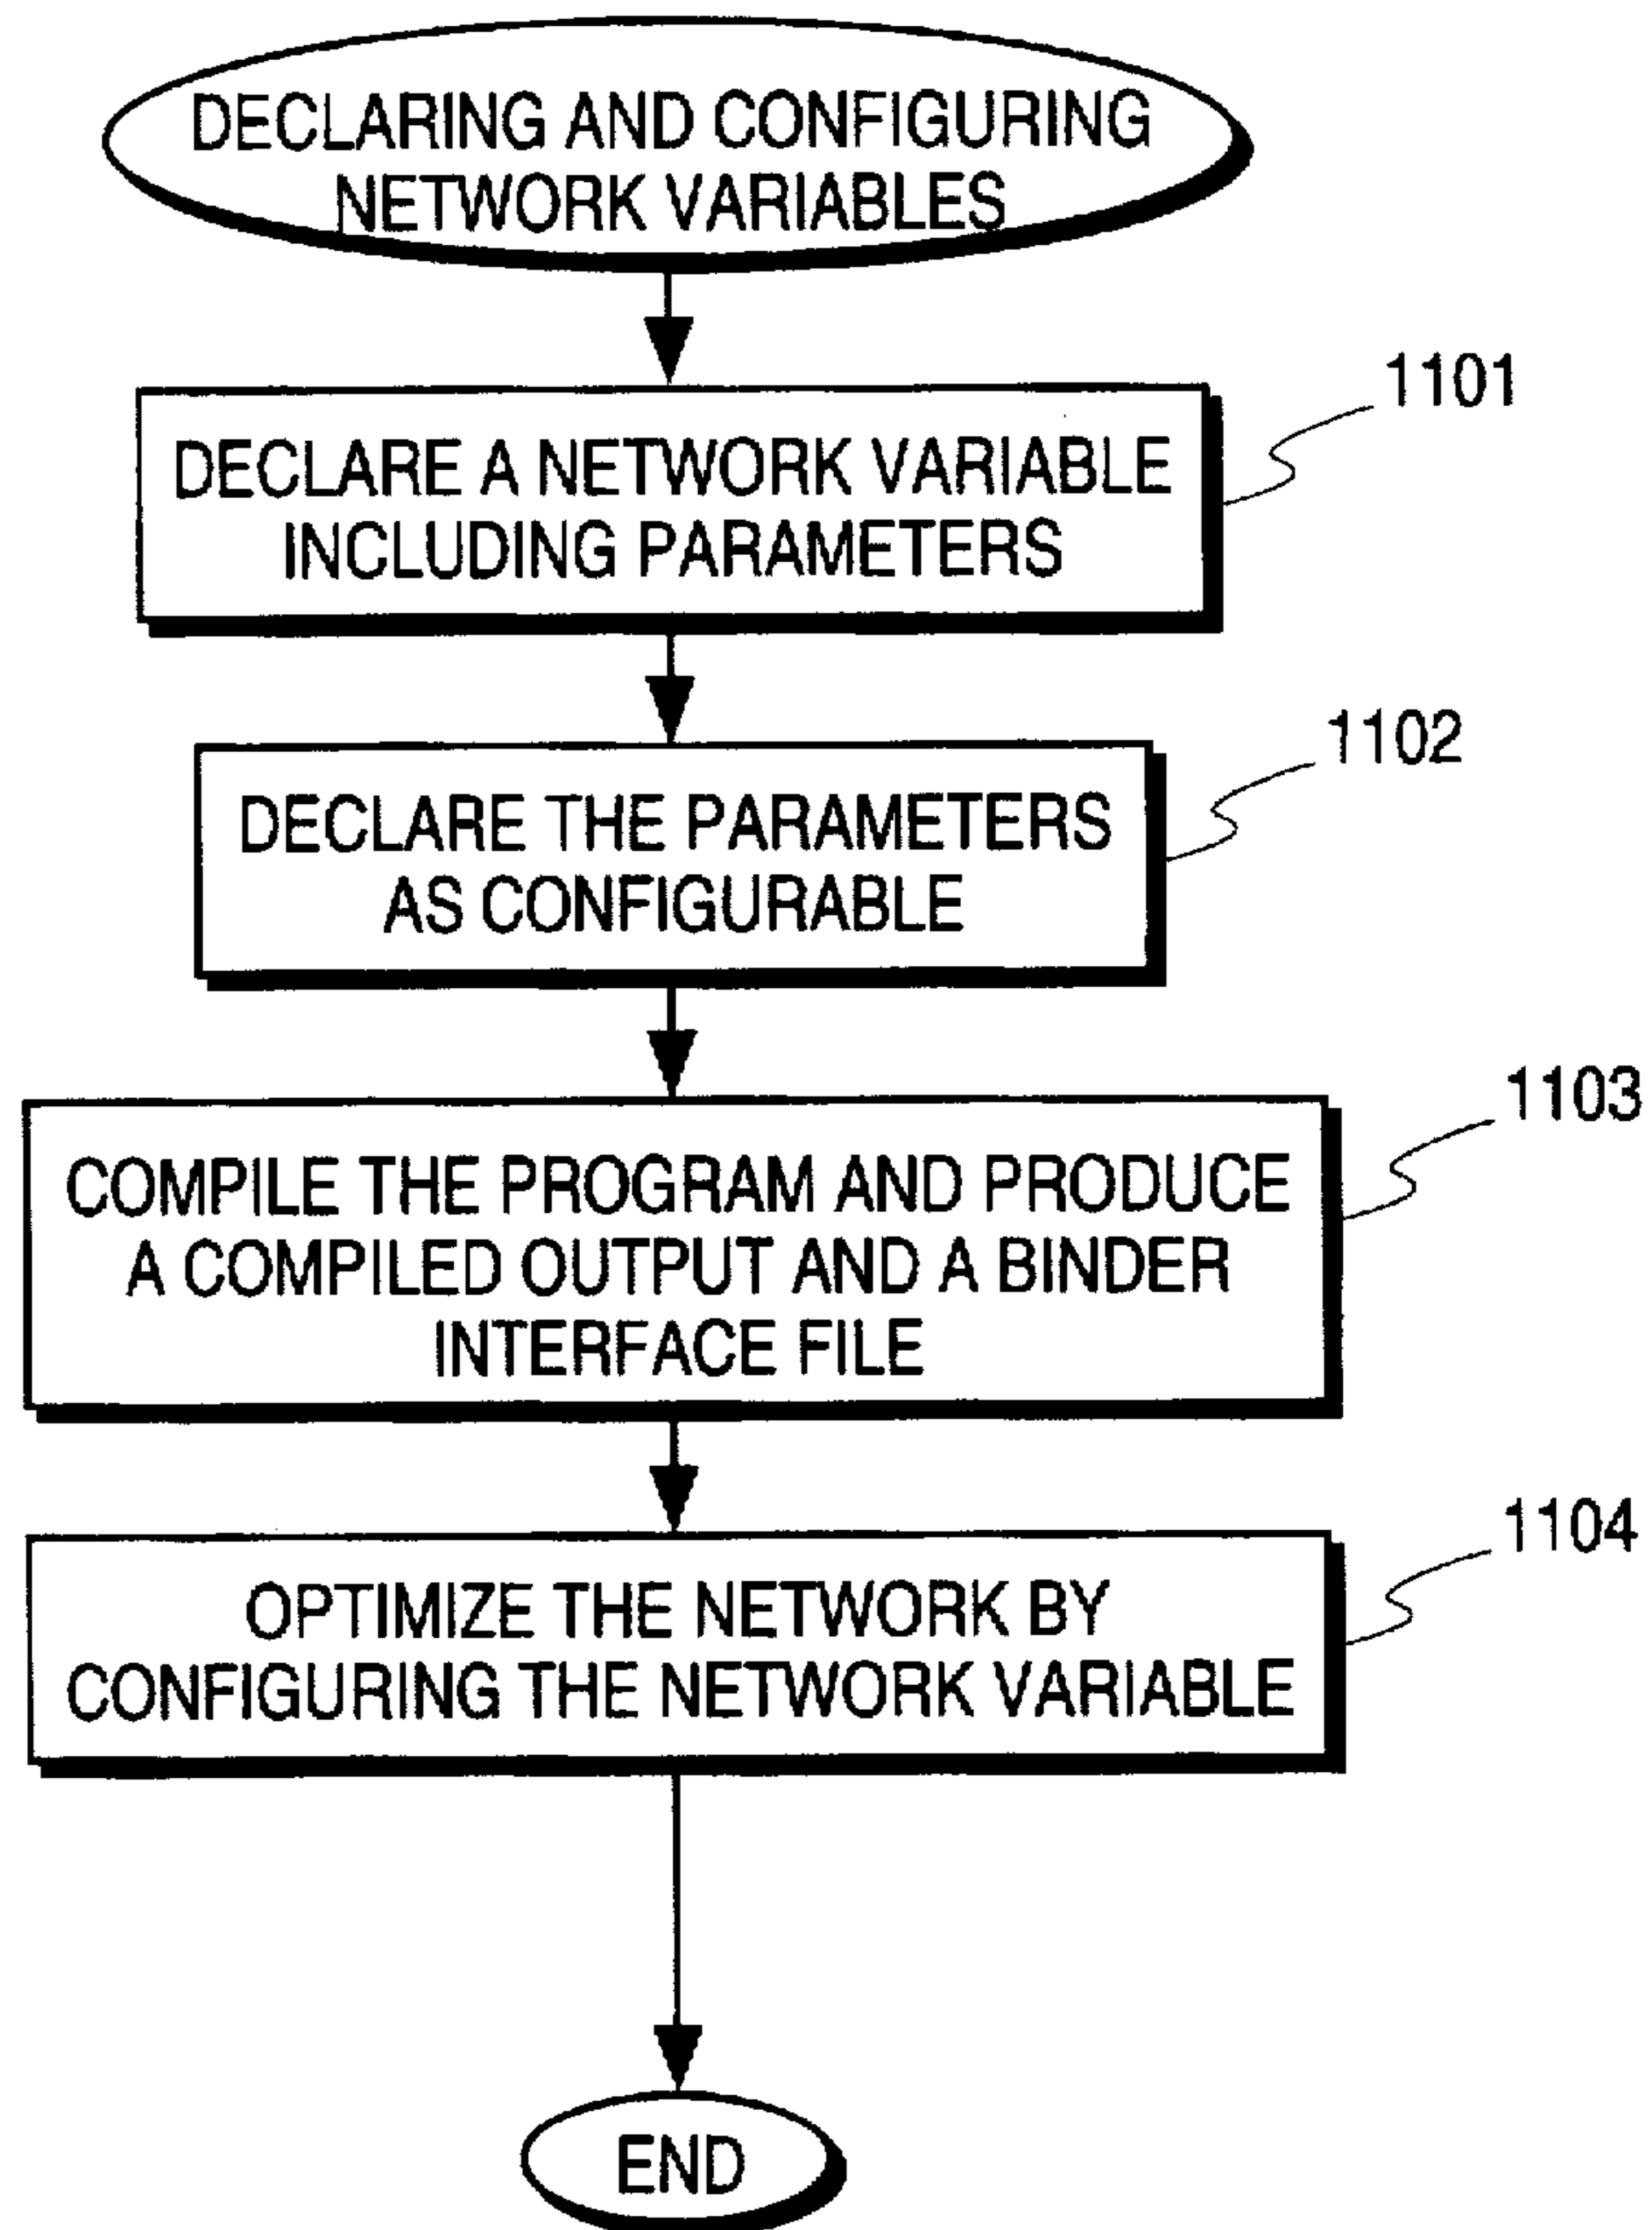 DECLARING AND CONFIGURING
NETWORK VARIABLES
1101
DECLARE A NETWORK VARIABLE
INCLUDING PARAMETERS
1102
DECLARE THE PARAMETERS
AS CONFIGURABLE
1103
COMPILE THE PROGRAM AND PRODUCE
A COMPILED OUTPUT AND A BINDER
INTERFACE FILE
1104
OPTIMIZE THE NETWORK BY
CONFIGURING THE NETWORK VARIABLE
END